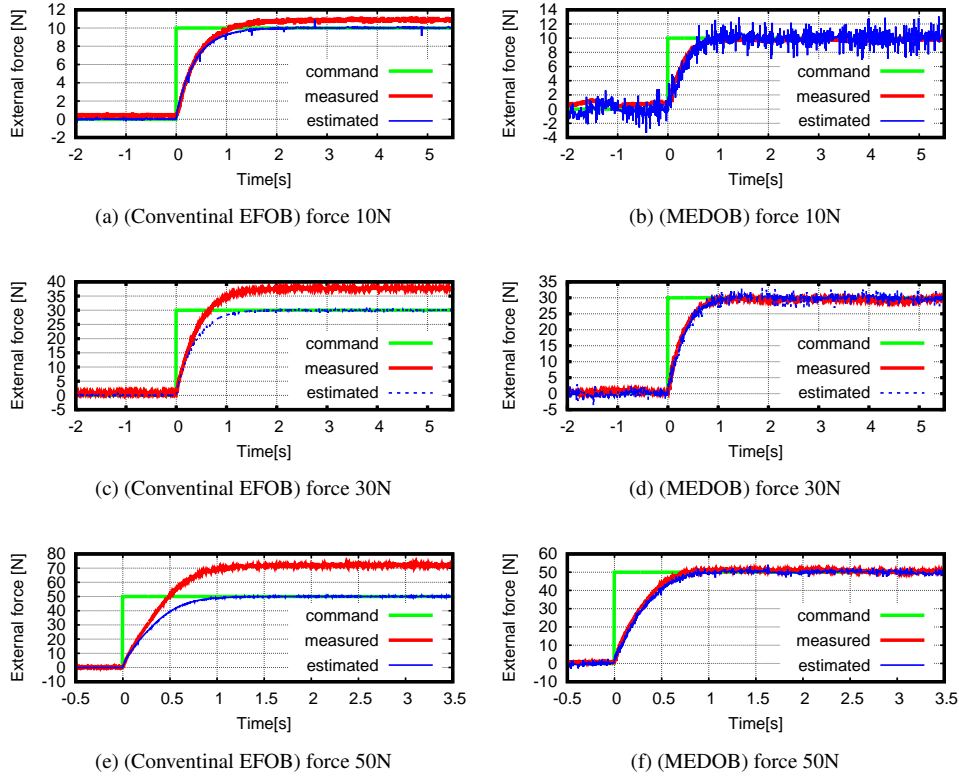 External force [N]
12
10
8
6
4
2
0
-2
-2 -1 0 1 2 3 4 5
Time[s]
command
measured
estimated
(a) (Conventinal EFOB) force 10N
External force [N]
14
12
10
8
6
4
2
0
-2
-4
-2 -1 0 1 2 3 4 5
Time[s]
command
measured
estimated
(b) (MEDOB) force 10N
External force [N]
40
35
30
25
20
15
10
5
0
-5
-2 -1 0 1 2 3 4 5
Time[s]
command
measured
estimated
(c) (Conventinal EFOB) force 30N
External force [N]
35
30
25
20
15
10
5
0
-5
-2 -1 0 1 2 3 4 5
Time[s]
command
measured
estimated
(d) (MEDOB) force 30N
External force [N]
80
70
60
50
40
30
20
10
0
-10
-0.5 0 0.5 1 1.5 2 2.5 3 3.5
Time[s]
command
measured
estimated
(e) (Conventinal EFOB) force 50N
External force [N]
60
50
40
30
20
10
0
-10
-0.5 0 0.5 1 1.5 2 2.5 3 3.5
Time[s]
command
measured
estimated
(f) (MEDOB) force 50N